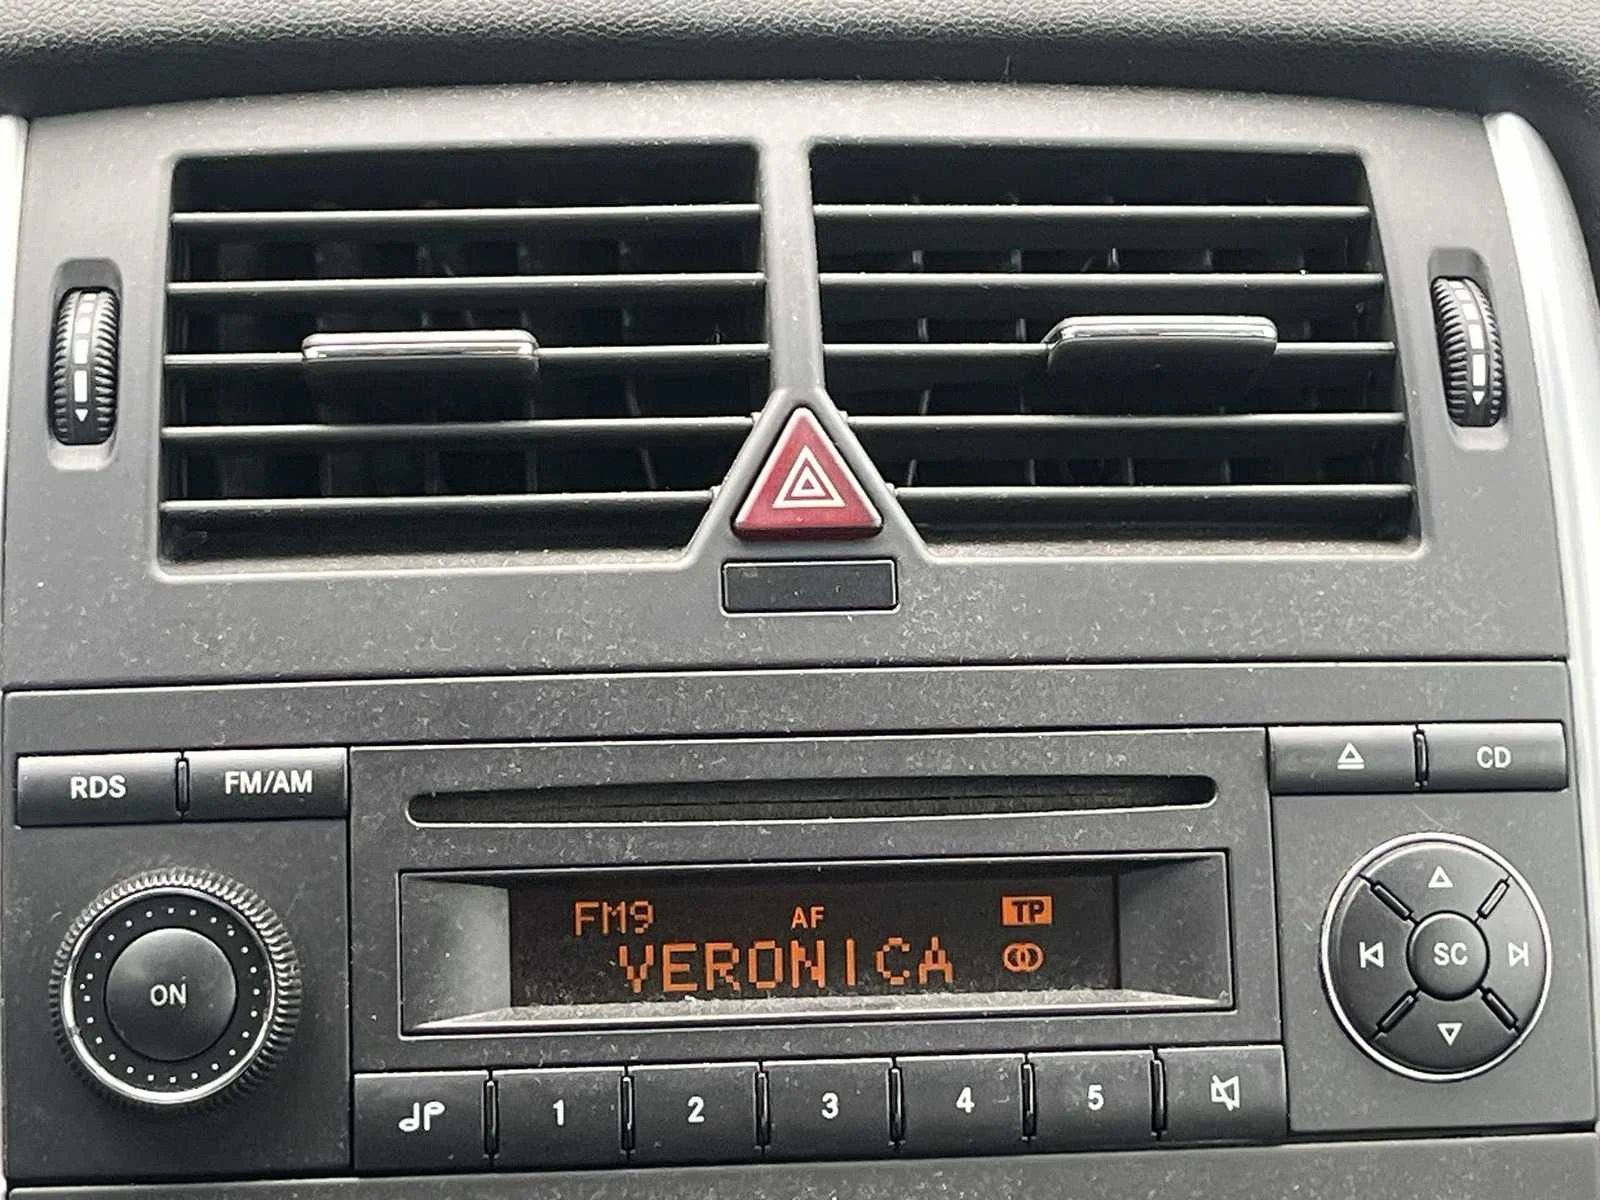 RDS FM/AM CD
FM9 AF TP
VERONICA
ON
SC
1 2 3 4 5